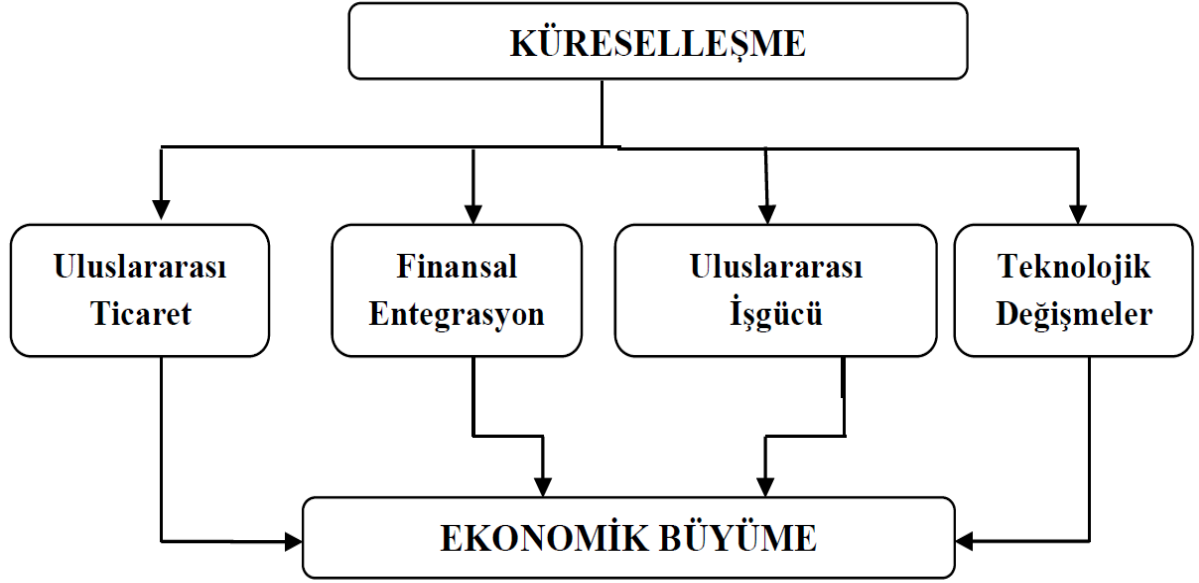 KÜRESELLEŞME
Uluslararası
Ticaret
Finansal
Entegrasyon
Uluslararası
İşgücü
Teknolojik
Değişmeler
EKONOMİK BÜYÜME